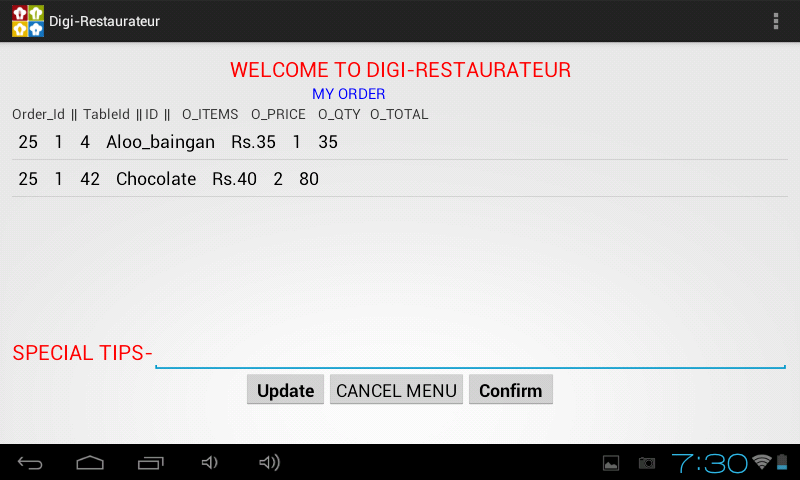 Digi-Restaurateur
WELCOME TO DIGI-RESTAURATEUR
MY ORDER
Order_Id || TableId || ID || O_ITEMS O_PRICE O_QTY O_TOTAL
25 1 4 Aloo_baingan Rs.35 1 35
25 1 42 Chocolate Rs.40 2 80
SPECIAL TIPS-
Update CANCEL MENU Confirm
7:30